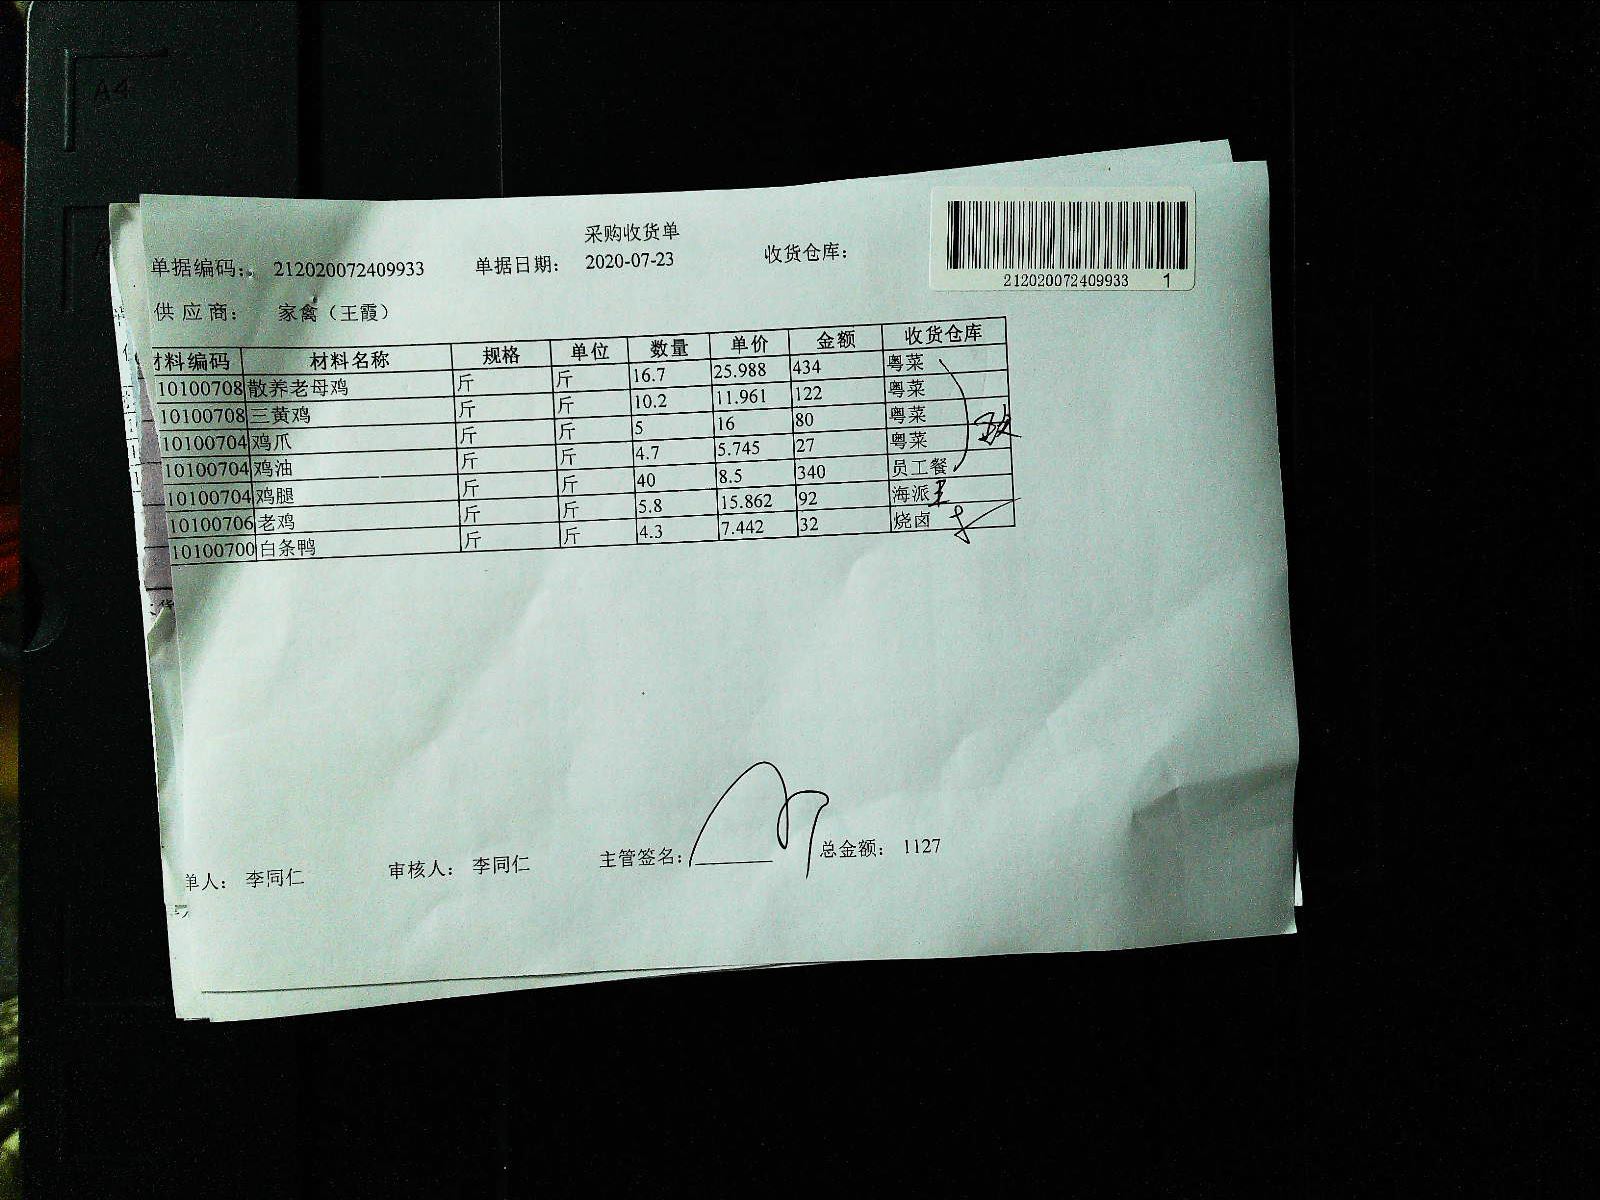 A4
采购收货单
单据编码: 212020072409933 单据日期: 2020-07-23 收货仓库:
212020072409933 1
供应商: 家禽（王霞）
材料编码 材料名称 规格 单位 数量 单价 金额 收货仓库
10100708 散养老母鸡 斤 斤 16.7 25.988 434 粤菜
10100708 三黄鸡 斤 斤 10.2 11.961 122 粤菜
10100704 鸡爪 斤 斤 5 16 80 粤菜
10100704 鸡油 斤 斤 4.7 5.745 27 粤菜
10100704 鸡腿 斤 斤 40 8.5 340 员工餐
10100706 老鸡 斤 斤 5.8 15.862 92 海派
10100700 白条鸭 斤 斤 4.3 7.442 32 烧卤
单人: 李同仁 审核人: 李同仁 主管签名: 总金额: 1127